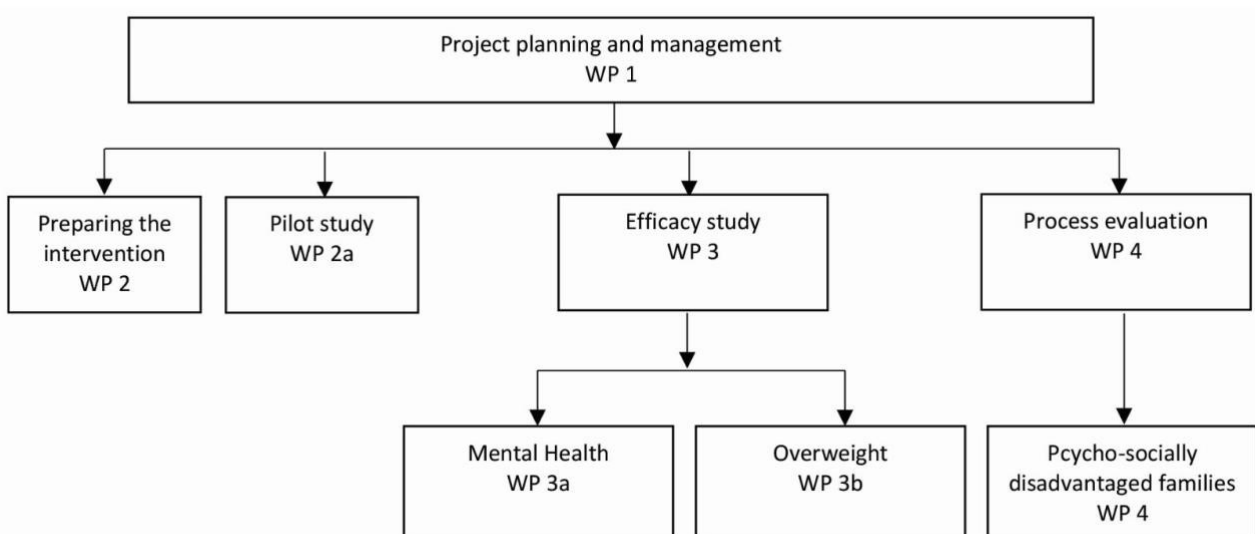 Project planning and management
WP 1
Preparing the
intervention
WP 2
Pilot study
WP 2a
Efficacy study
WP 3
Process evaluation
WP 4
Mental Health
WP 3a
Overweight
WP 3b
Pcycho-socially
disadvantaged families
WP 4